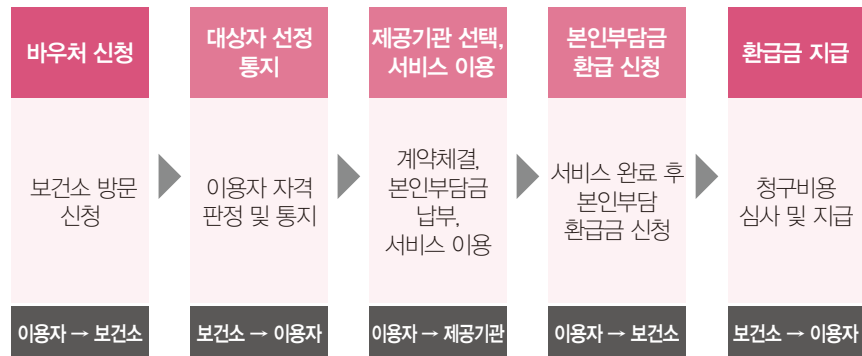 바우처 신청
보건소 방문
신청
이용자 → 보건소
대상자 선정
통지
이용자 자격
판정 및 통지
보건소 → 이용자
제공기관 선택,
서비스 이용
계약체결,
본인부담금
납부,
서비스 이용
이용자 → 제공기관
본인부담금
환급 신청
서비스 완료 후
본인부담
환급금 신청
이용자 → 보건소
환급금 지급
청구비용
심사 및 지급
보건소 → 이용자